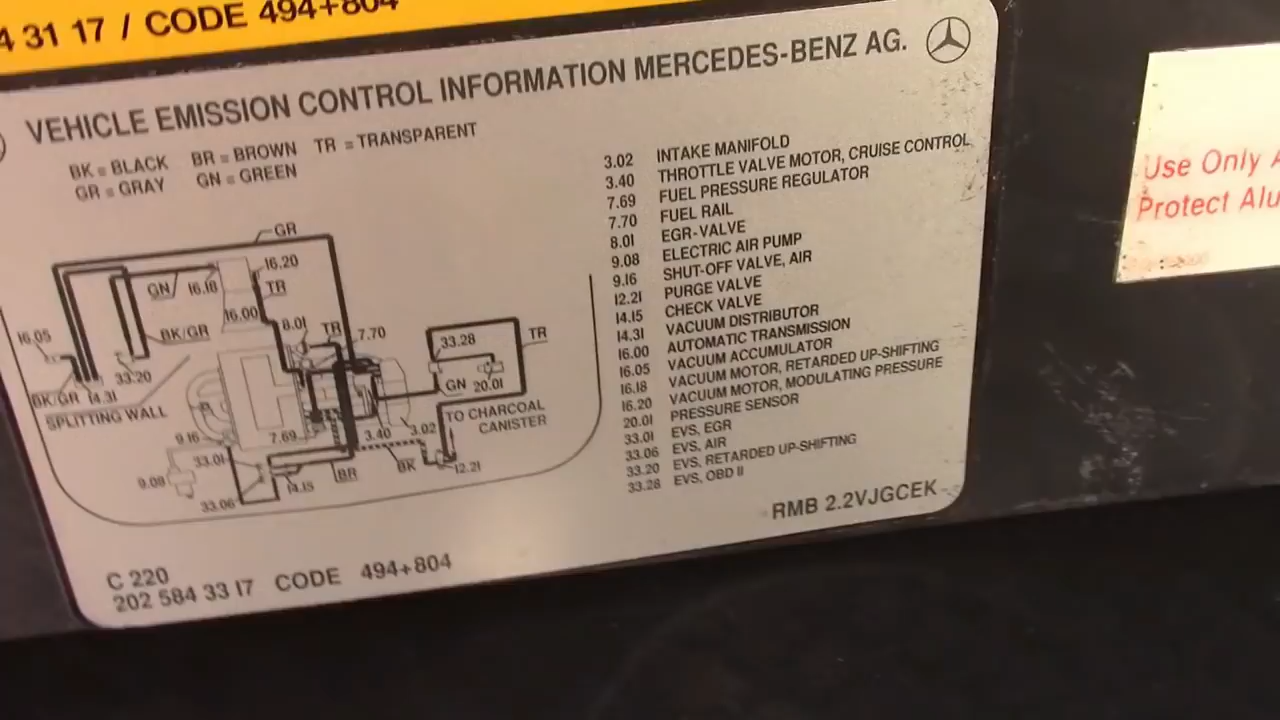 4 31 17 / CODE 494+804
VEHICLE EMISSION CONTROL INFORMATION MERCEDES-BENZ AG.
BK = BLACK BR = BROWN TR = TRANSPARENT
GR = GRAY GN = GREEN
GR
16.20
GN 16.18
TR
16.00
8.01 TR 7.70
BK/GR
16.05
33.28
TR
33.20
GN 20.01
BK/GR 14.31
SPLITTING WALL
TO CHARCOAL
CANISTER
9.16
7.69 3.40 3.02
33.01
BR BK 12.21
9.08
14.15
33.06
3.02 INTAKE MANIFOLD
3.40 THROTTLE VALVE MOTOR, CRUISE CONTROL
7.69 FUEL PRESSURE REGULATOR
7.70 FUEL RAIL
8.01 EGR-VALVE
9.08 ELECTRIC AIR PUMP
9.16 SHUT-OFF VALVE, AIR
12.21 PURGE VALVE
14.15 CHECK VALVE
14.31 VACUUM DISTRIBUTOR
16.00 AUTOMATIC TRANSMISSION
16.05 VACUUM ACCUMULATOR
16.18 VACUUM MOTOR, RETARDED UP-SHIFTING
16.20 VACUUM MOTOR, MODULATING PRESSURE
20.01 PRESSURE SENSOR
33.01 EVS, EGR
33.06 EVS, AIR
33.20 EVS, RETARDED UP-SHIFTING
33.28 EVS, OBD II
RMB 2.2VJGCEK
C 220
202 584 33 17 CODE 494+804
Use Only
Protect Alu